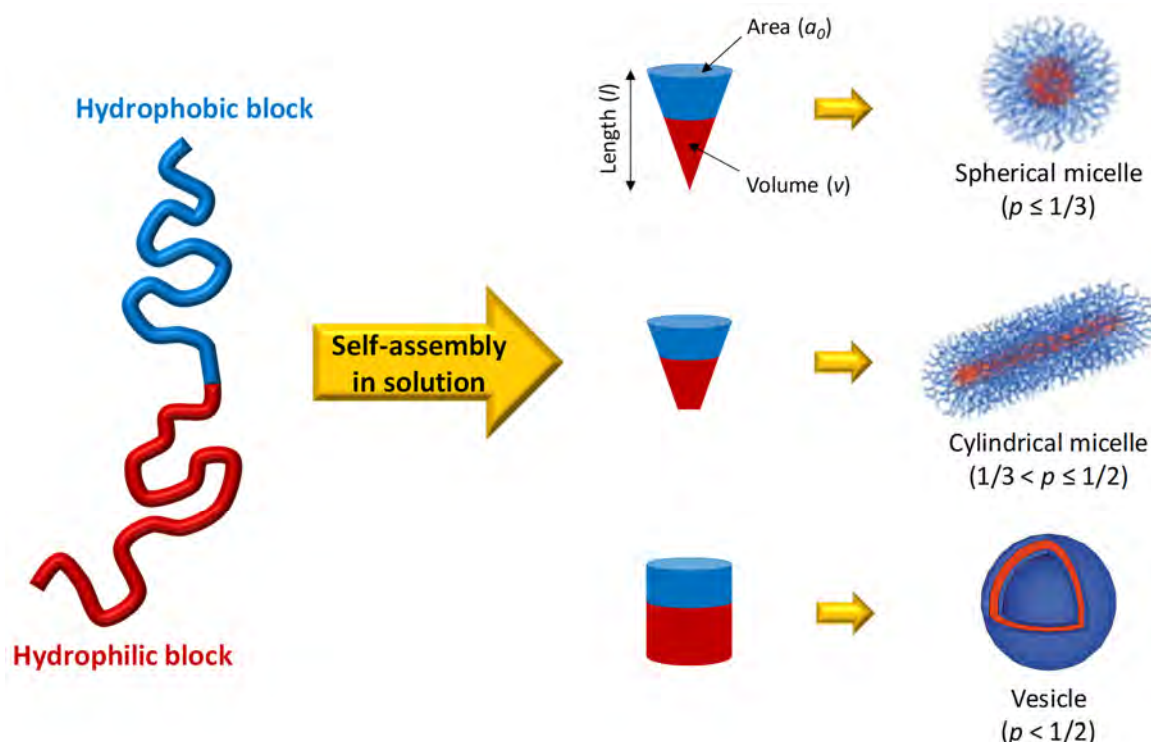 Hydrophobic block
Hydrophilic block
Self-assembly
in solution
Area (a₀)
Length (l)
Volume (v)
Spherical micelle
(p ≤ 1/3)
Cylindrical micelle
(1/3 < p ≤ 1/2)
Vesicle
(p < 1/2)